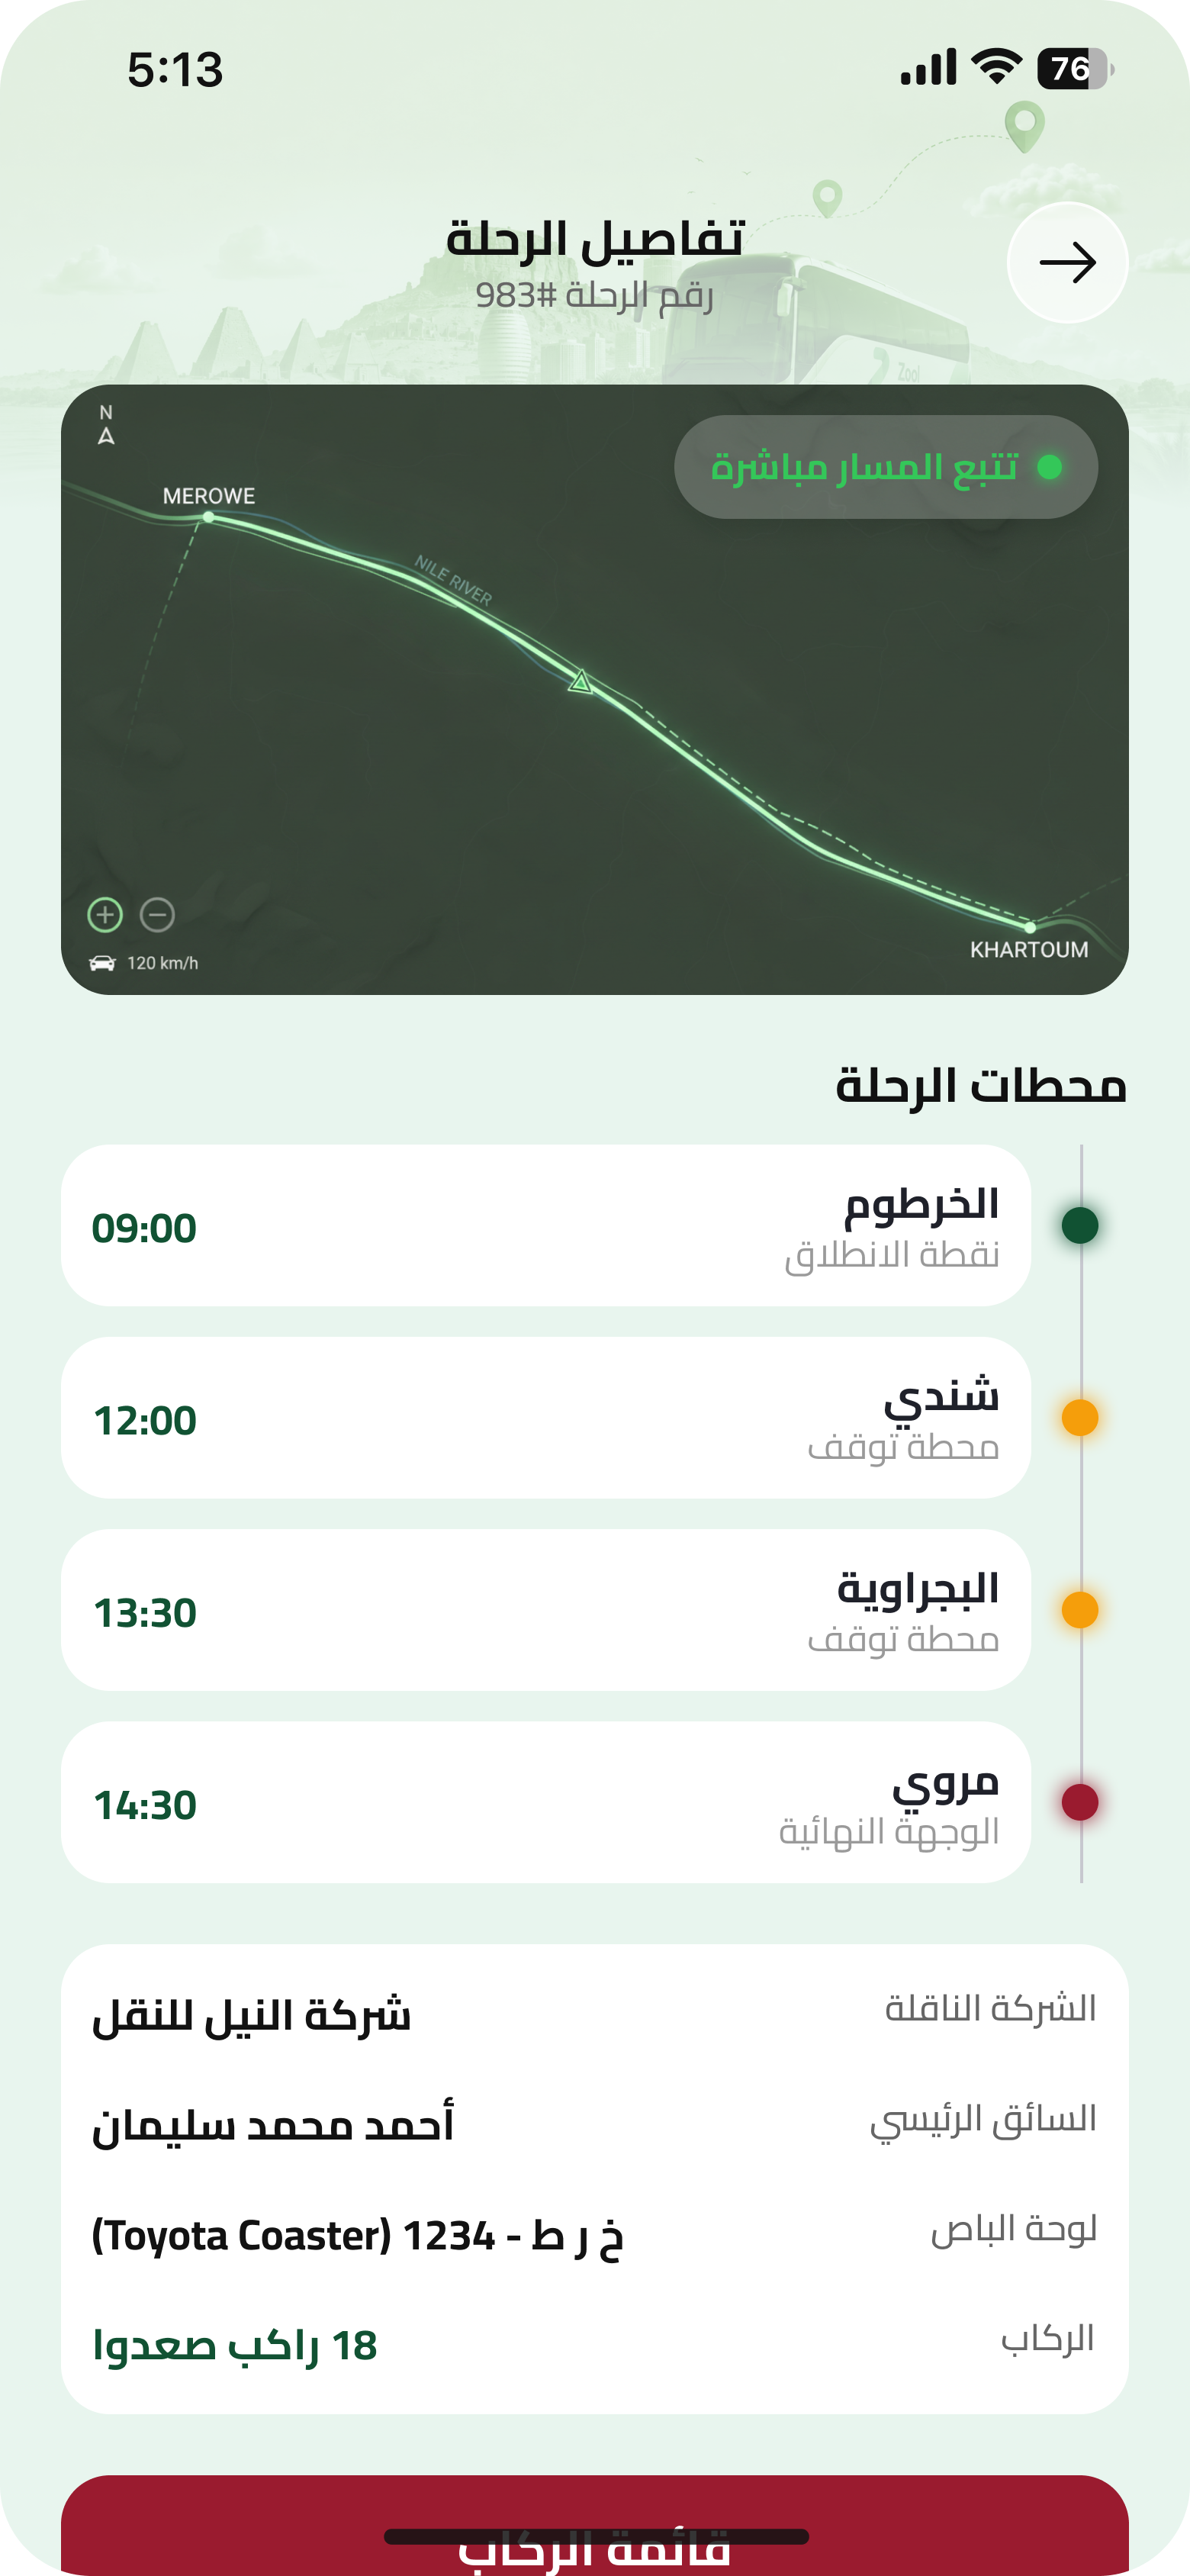 5:13
76
تفاصيل الرحلة
رقم الرحلة #983
Zool
N
تتبع المسار مباشرة
MEROWE
NILE RIVER
KHARTOUM
120 km/h
محطات الرحلة
الخرطوم
09:00
نقطة الانطلاق
شندي
12:00
محطة توقف
البجراوية
13:30
محطة توقف
مروي
14:30
الوجهة النهائية
الشركة الناقلة
شركة النيل للنقل
السائق الرئيسي
أحمد محمد سليمان
لوحة الباص
خ ر ط - 1234 (Toyota Coaster)
الركاب
18 راكب صعدوا
قائمة الركاب